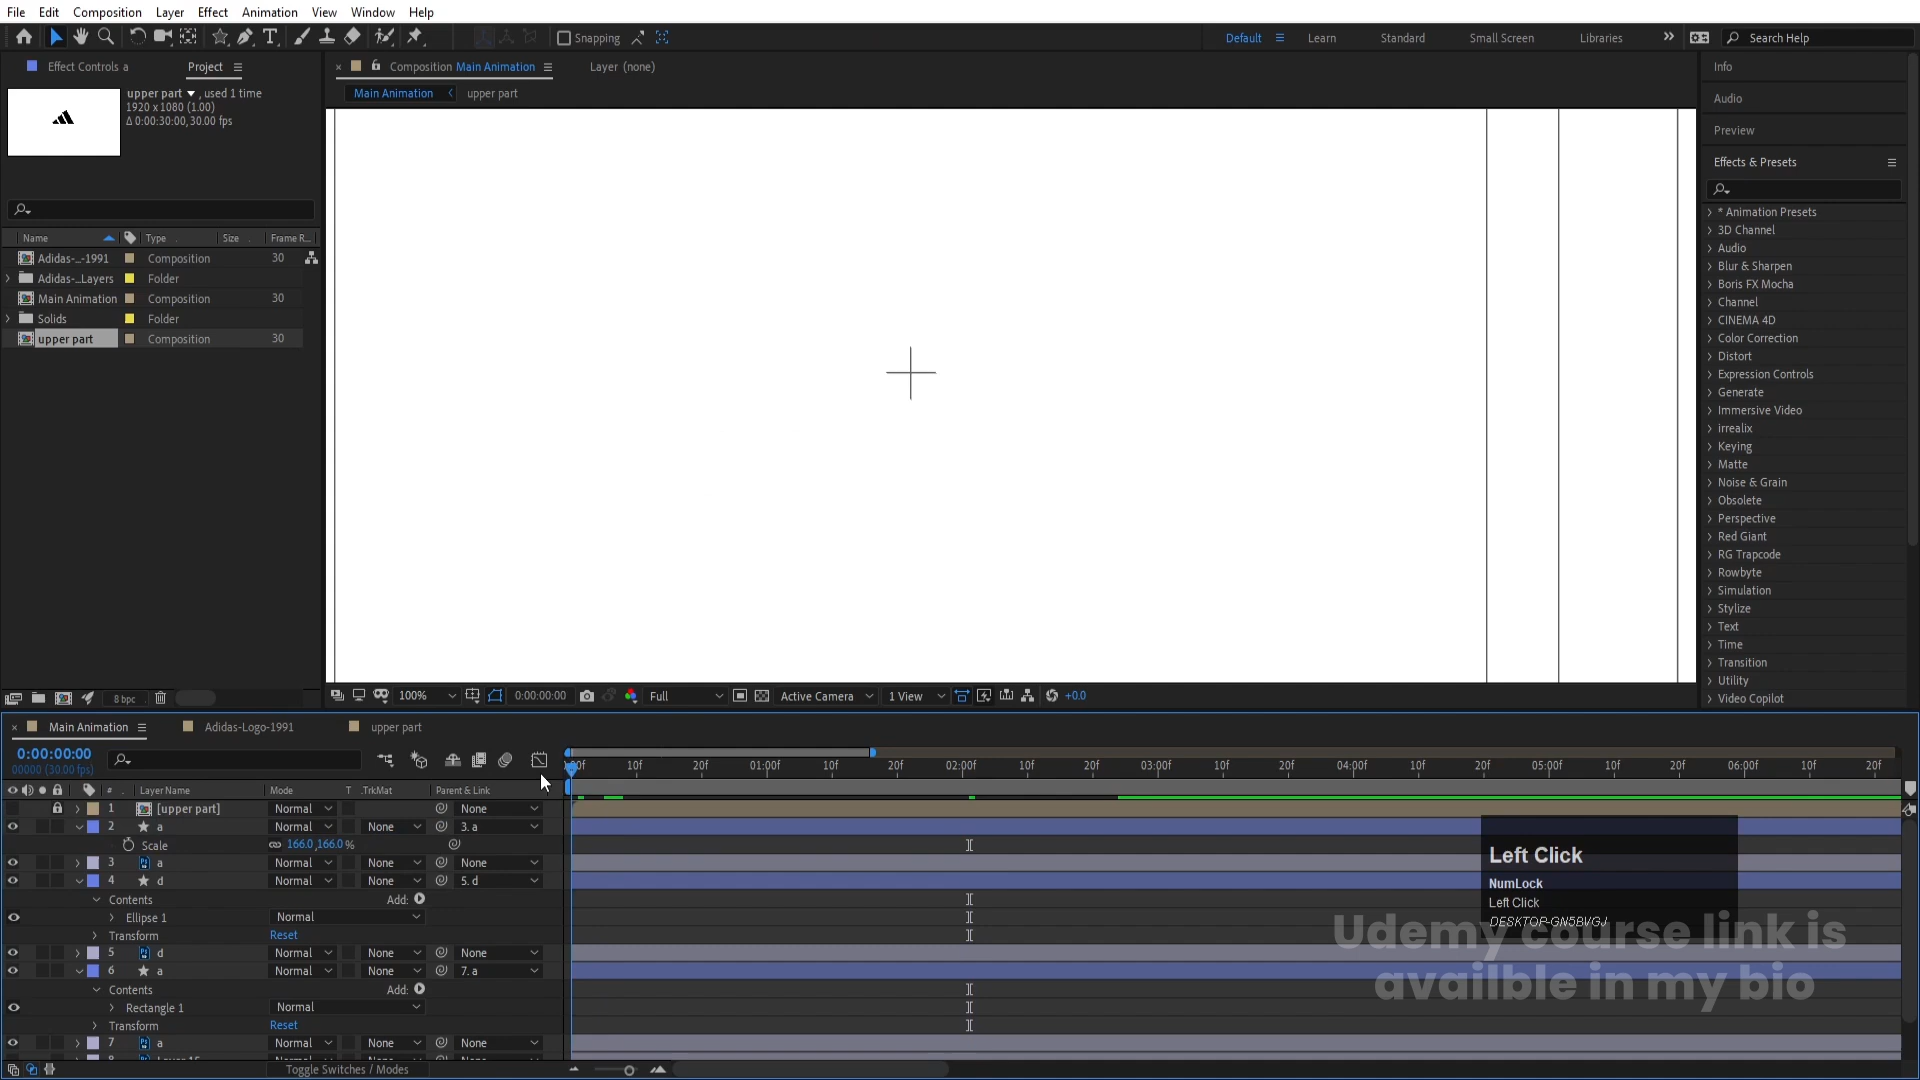 File Edit Composition Layer Effect Animation View Window Help
Snapping Default Learn Standard Small Screen Libraries Search Help
Effect Controls a Project Composition Main Animation Layer (none) Info
upper part , used 1 time Main Animation upper part
1920 x 1080 (1.00)
Δ 0:00:30:00, 30.00 fps
Audio
Preview
Effects & Presets
Name Type Size Frame R...
Adidas-...-1991 Composition 30
Adidas-...Layers Folder
Main Animation Composition 30
Solids Folder
upper part Composition 30
* Animation Presets
3D Channel
Audio
Blur & Sharpen
Boris FX Mocha
Channel
CINEMA 4D
Color Correction
Distort
Expression Controls
Generate
Immersive Video
irrealix
Keying
Matte
Noise & Grain
Obsolete
Perspective
Red Giant
RG Trapcode
Rowbyte
Simulation
Stylize
Text
Time
Transition
Utility
Video Copilot
8 bpc 100% 0:00:00:00 Full Active Camera 1 View +0.0
Main Animation Adidas-Logo-1991 upper part
0:00:00:00
00000 (30.00 fps)
:00f 10f 20f 01:00f 10f 20f 02:00f 10f 20f 03:00f 10f 20f 04:00f 10f 20f 05:00f 10f 20f 06:00f 10f 20f
# Layer Name Mode T .TrkMat Parent & Link
1 [upper part] Normal None
2 a Normal None 3. a
Scale 166.0,166.0%
3 a Normal None None
4 d Normal None 5. d
Contents Add:
Ellipse 1 Normal
Transform Reset
5 d Normal None None
6 a Normal None 7. a
Contents Add:
Rectangle 1 Normal
Transform Reset
7 a Normal None None
Toggle Switches / Modes
Left Click
NumLock
Left Click
DESKTOP-GN5BVGJ
Udemy course link is
availble in my bio